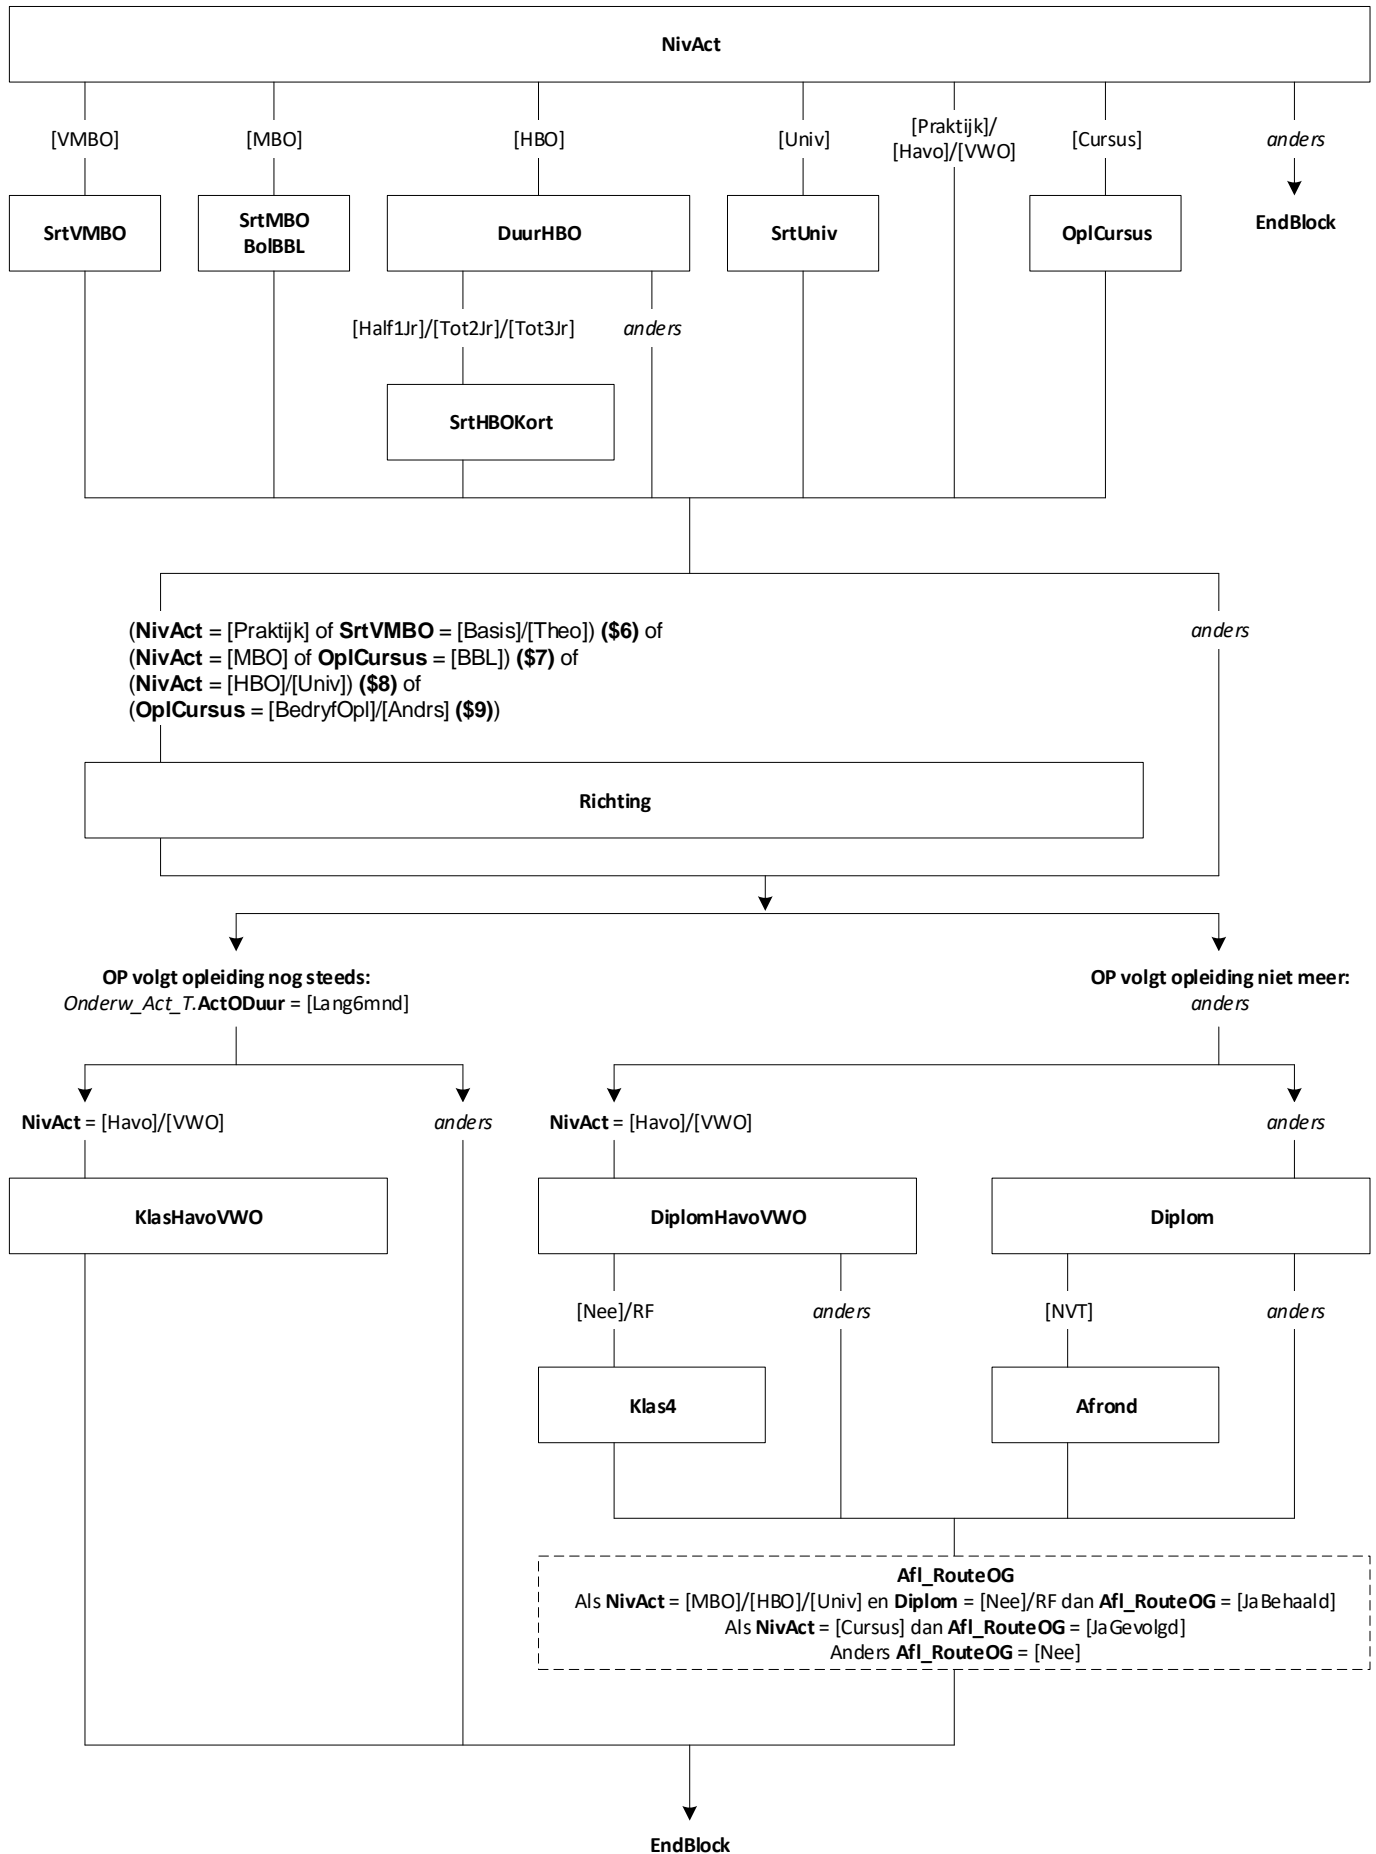 NivAct
[VMBO]
[MBO]
[HBO]
[Univ]
[Praktijk]/
[Havo]/[VWO]
[Cursus]
anders
SrtVMBO
SrtMBO
BolBBL
DuurHBO
SrtUniv
OplCursus
EndBlock
[Half1Jr]/[Tot2Jr]/[Tot3Jr]
anders
SrtHBOKort
(NivAct = [Praktijk] of SrtVMBO = [Basis]/[Theo]) ($6) of
(NivAct = [MBO] of OplCursus = [BBL]) ($7) of
(NivAct = [HBO]/[Univ]) ($8) of
(OplCursus = [BedryfOpl]/[Andrs] ($9))
anders
Richting
OP volgt opleiding nog steeds:
Onderw_Act_T.ActODuur = [Lang6mnd]
OP volgt opleiding niet meer:
anders
NivAct = [Havo]/[VWO]
anders
NivAct = [Havo]/[VWO]
anders
KlasHavoVWO
DiplomHavoVWO
Diplom
[Nee]/RF
anders
[NVT]
anders
Klas4
Afrond
Afl_RouteOG
Als NivAct = [MBO]/[HBO]/[Univ] en Diplom = [Nee]/RF dan Afl_RouteOG = [JaBehaald]
Als NivAct = [Cursus] dan Afl_RouteOG = [JaGevolgd]
Anders Afl_RouteOG = [Nee]
EndBlock